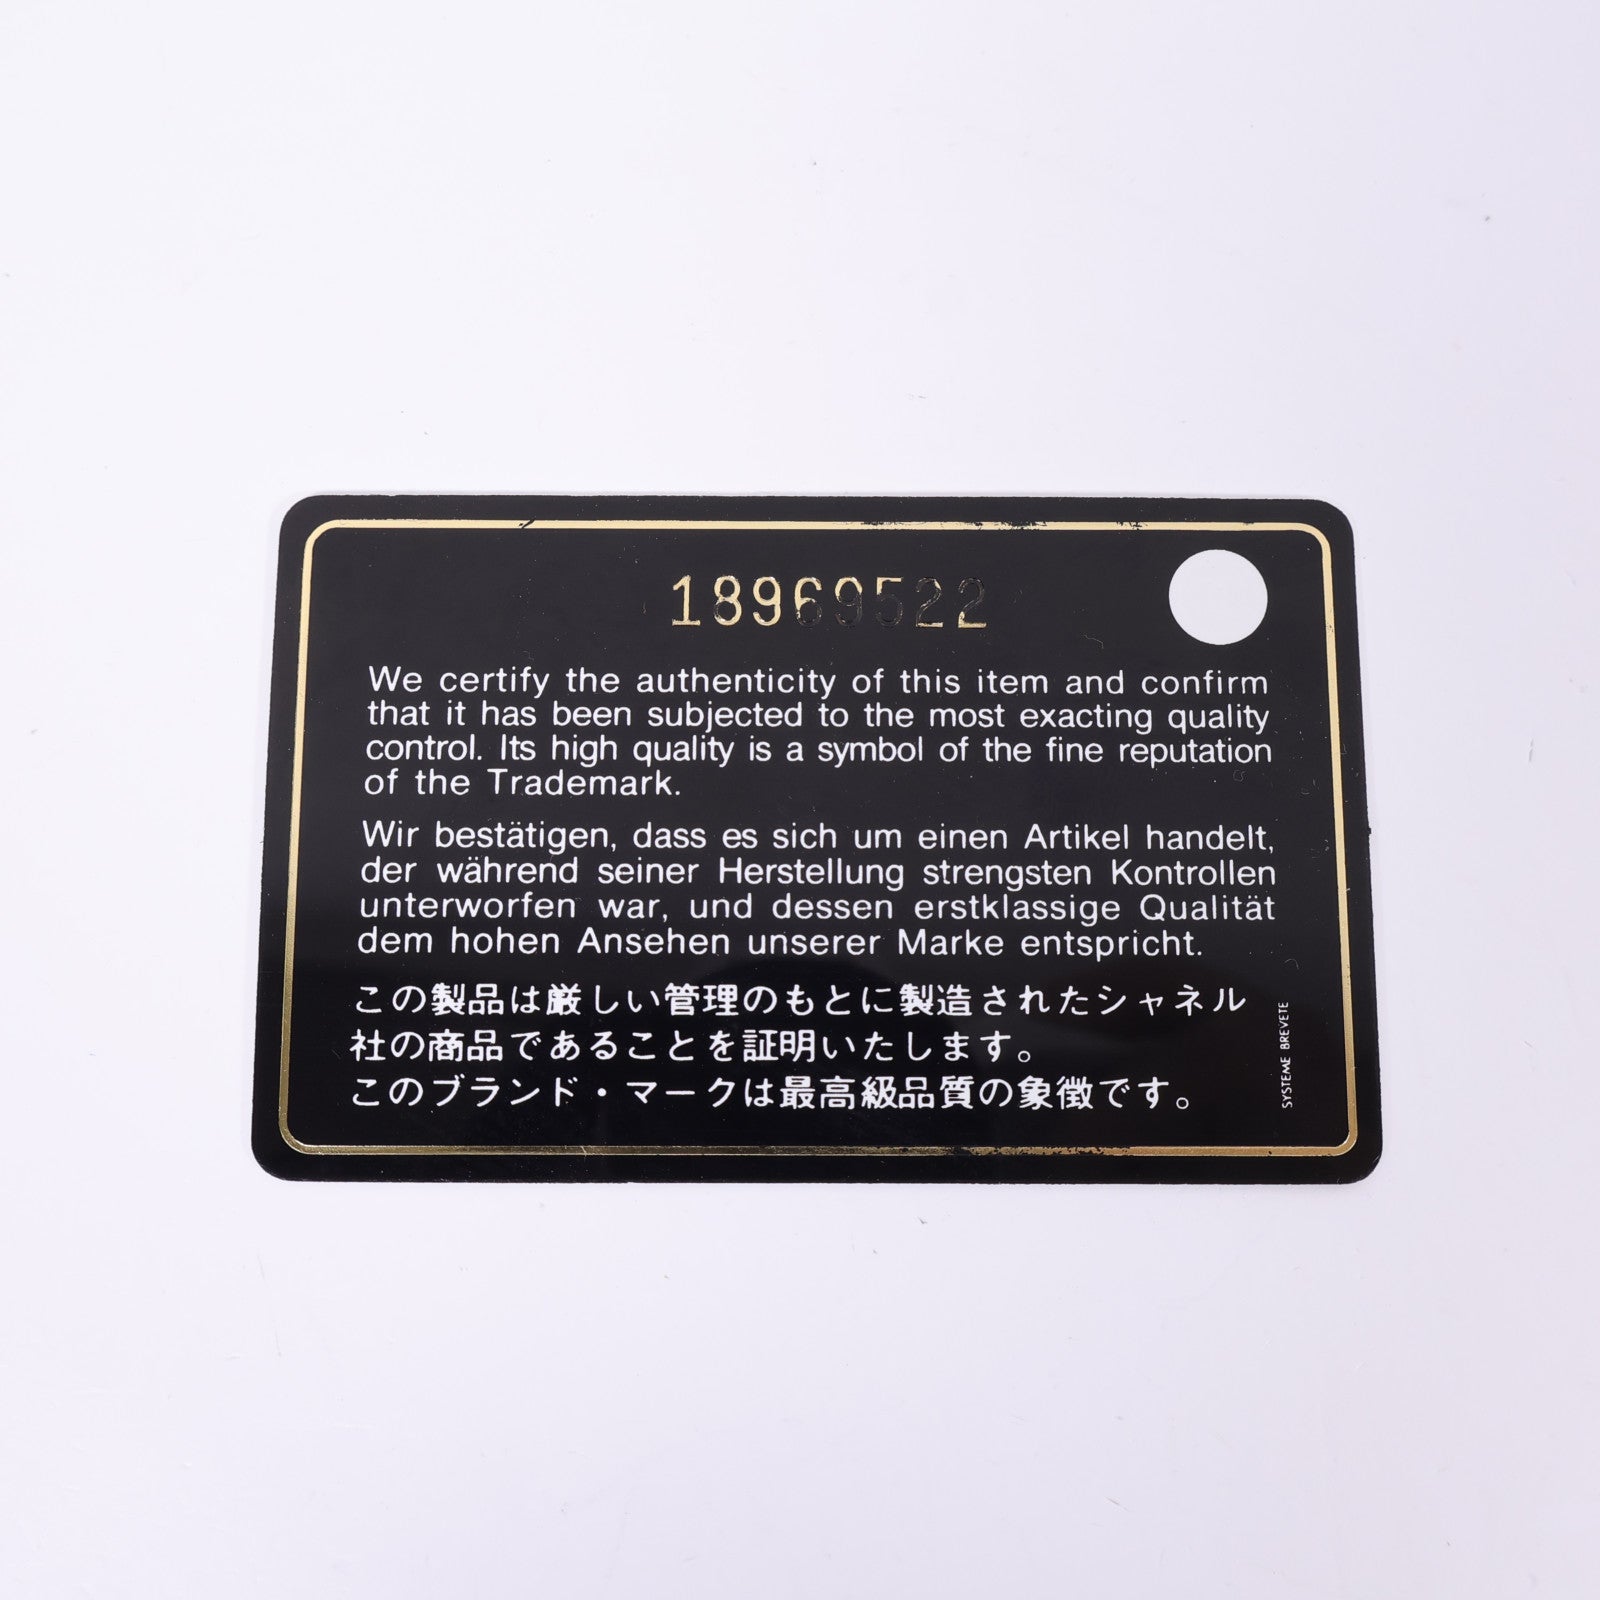 18969522
We certify the authenticity of this item and confirm
that it has been subjected to the most exacting quality
control. Its high quality is a symbol of the fine reputation
of the Trademark.
Wir bestätigen, dass es sich um einen Artikel handelt,
der während seiner Herstellung strengsten Kontrollen
unterworfen war, und dessen erstklassige Qualität
dem hohen Ansehen unserer Marke entspricht.
この製品は厳しい管理のもとに製造されたシャネル
社の商品であることを証明いたします。
このブランド・マークは最高級品質の象徴です。
SYSTEME BREVETE